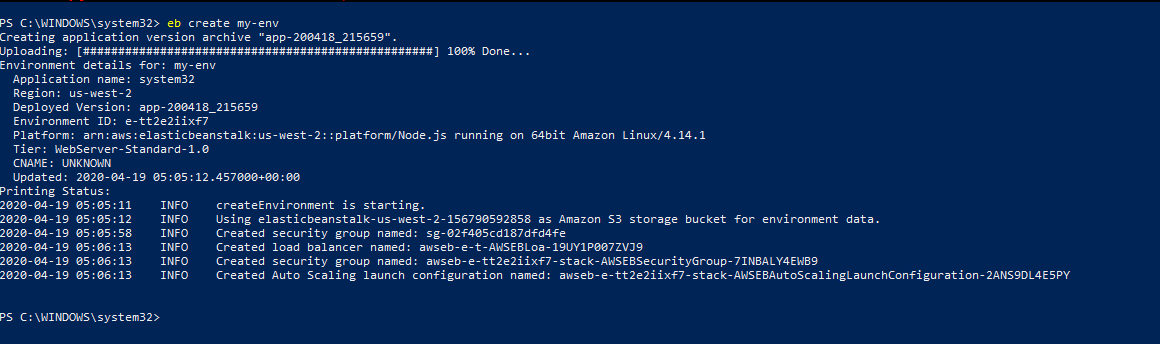 PS C:\WINDOWS\system32> eb create my-env
Creating application version archive "app-200418_215659".
Uploading: [##################################################] 100% Done...
Environment details for: my-env
  Application name: system32
  Region: us-west-2
  Deployed Version: app-200418_215659
  Environment ID: e-tt2e2iixf7
  Platform: arn:aws:elasticbeanstalk:us-west-2::platform/Node.js running on 64bit Amazon Linux/4.14.1
  Tier: WebServer-Standard-1.0
  CNAME: UNKNOWN
  Updated: 2020-04-19 05:05:12.457000+00:00
Printing Status:
2020-04-19 05:05:11    INFO    createEnvironment is starting.
2020-04-19 05:05:12    INFO    Using elasticbeanstalk-us-west-2-156790592858 as Amazon S3 storage bucket for environment data.
2020-04-19 05:05:58    INFO    Created security group named: sg-02f405cd187dfd4fe
2020-04-19 05:06:13    INFO    Created load balancer named: awseb-e-t-AWSEBLoa-19UY1P007ZVJ9
2020-04-19 05:06:13    INFO    Created security group named: awseb-e-tt2e2iixf7-stack-AWSEBSecurityGroup-7INBALY4EWB9
2020-04-19 05:06:13    INFO    Created Auto Scaling launch configuration named: awseb-e-tt2e2iixf7-stack-AWSEBAutoScalingLaunchConfiguration-2ANS9DL4E5PY
PS C:\WINDOWS\system32>